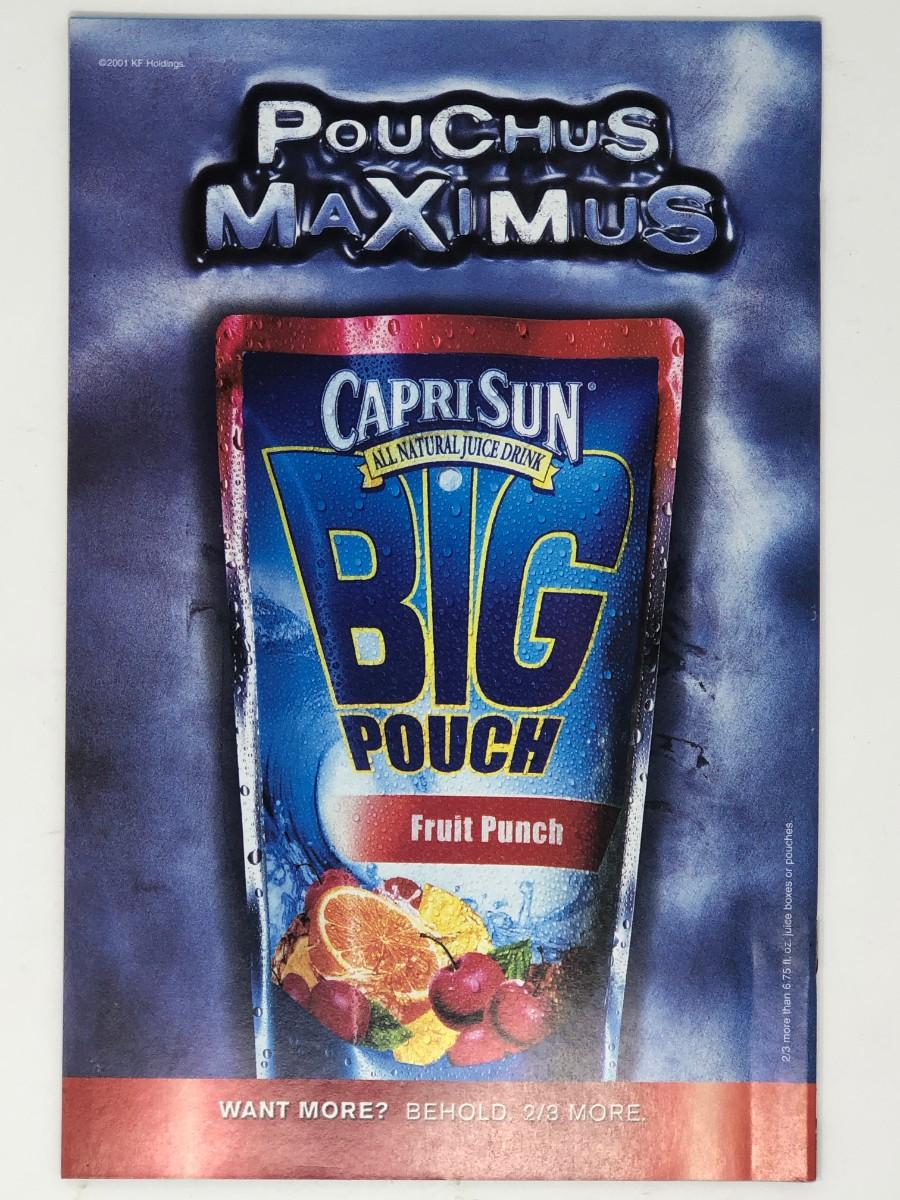 ©2001 KF Holdings.
PoUCHUS
MAXIMUS
CAPRI SUN®
ALL NATURAL JUICE DRINK
BIG
POUCH
Fruit Punch
2/3 more than 6.75 fl. oz. juice boxes or pouches.
WANT MORE? BEHOLD. 2/3 MORE.